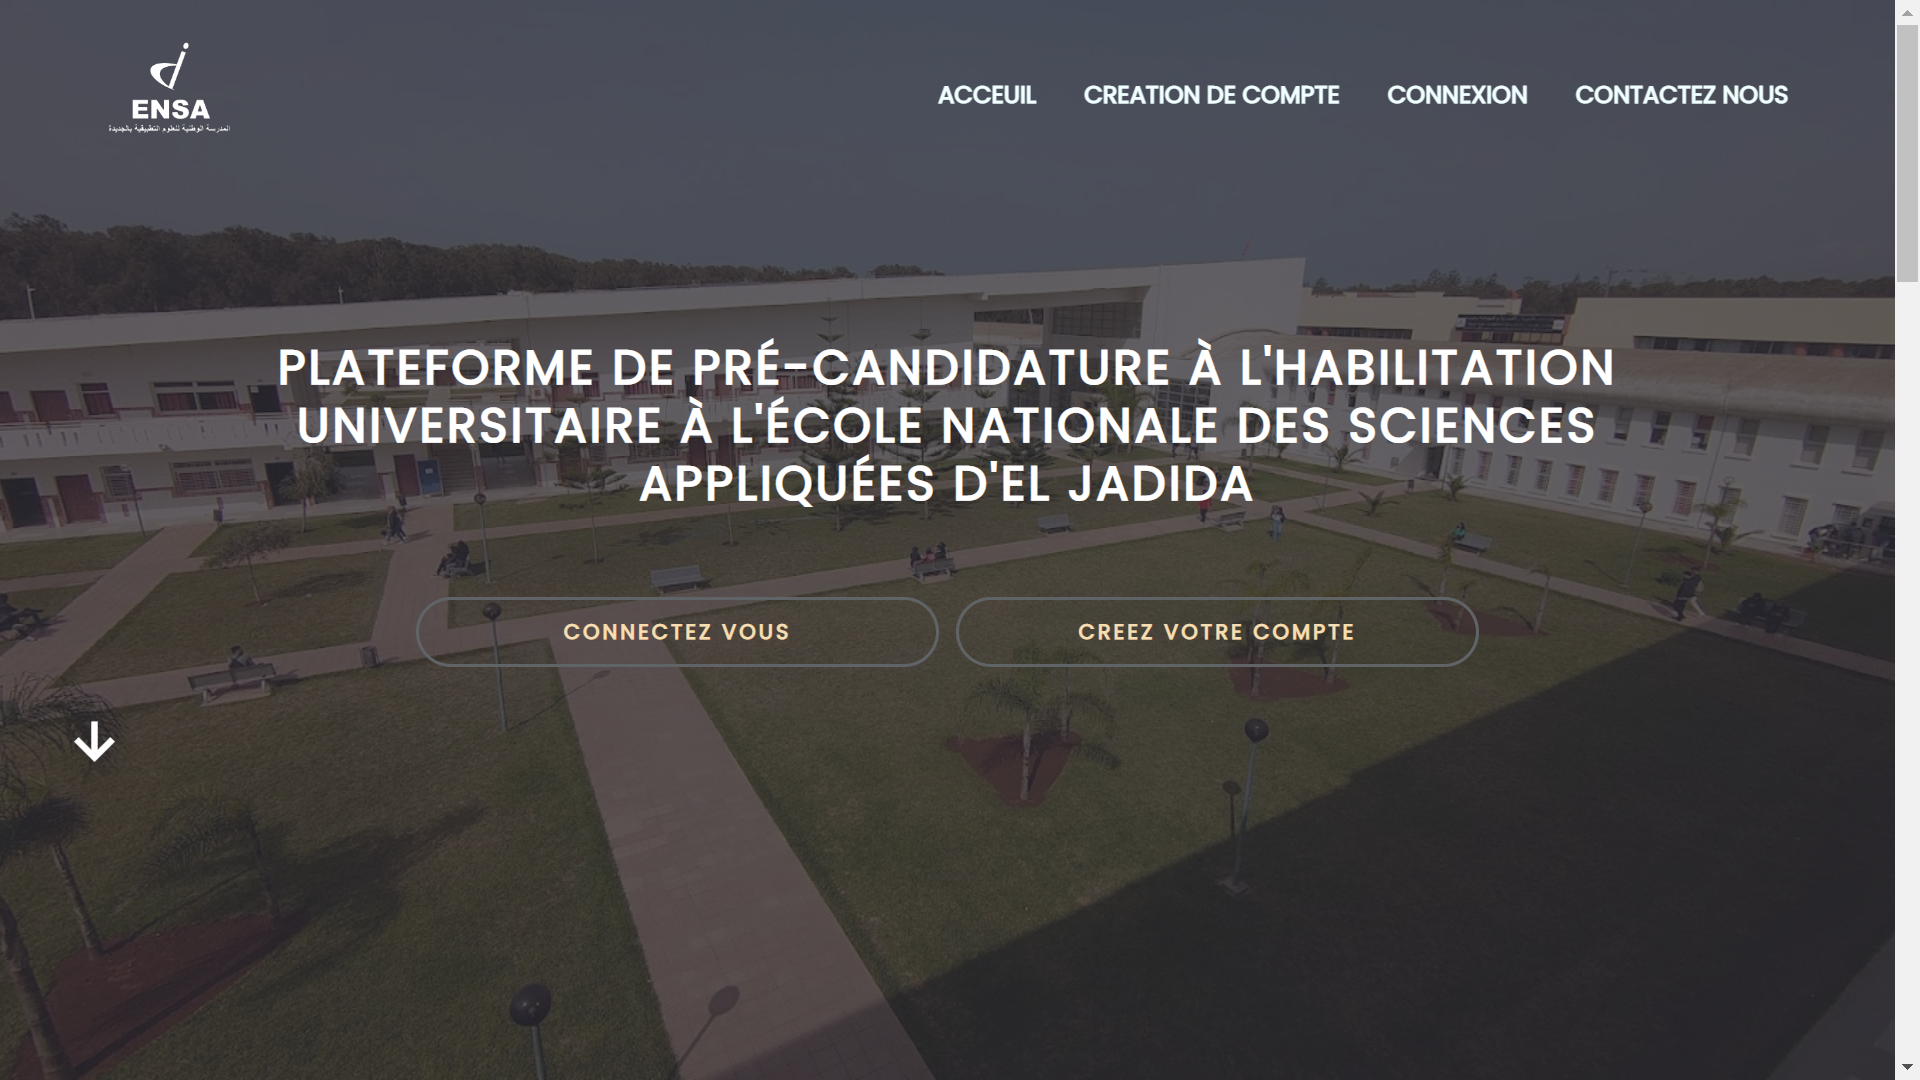 ENSA
المدرسة الوطنية للعلوم التطبيقية بالجديدة
ACCEUIL
CREATION DE COMPTE
CONNEXION
CONTACTEZ NOUS
PLATEFORME DE PRÉ-CANDIDATURE À L'HABILITATION
UNIVERSITAIRE À L'ÉCOLE NATIONALE DES SCIENCES
APPLIQUÉES D'EL JADIDA
CONNECTEZ VOUS
CREEZ VOTRE COMPTE